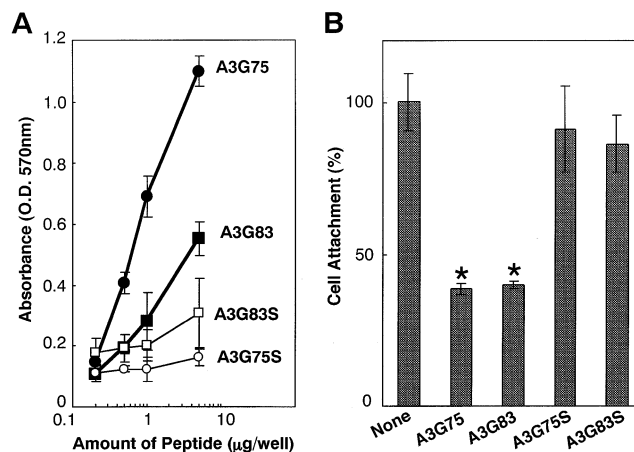 A
Absorbance (O.D. 570nm)
1.2
1.0
0.8
0.6
0.4
0.2
0
A3G75
A3G83
A3G83S
A3G75S
0.1
1
10
Amount of Peptide (μg/well)
B
Cell Attachment (%)
100
50
0
*
*
None
A3G75
A3G83
A3G75S
A3G83S